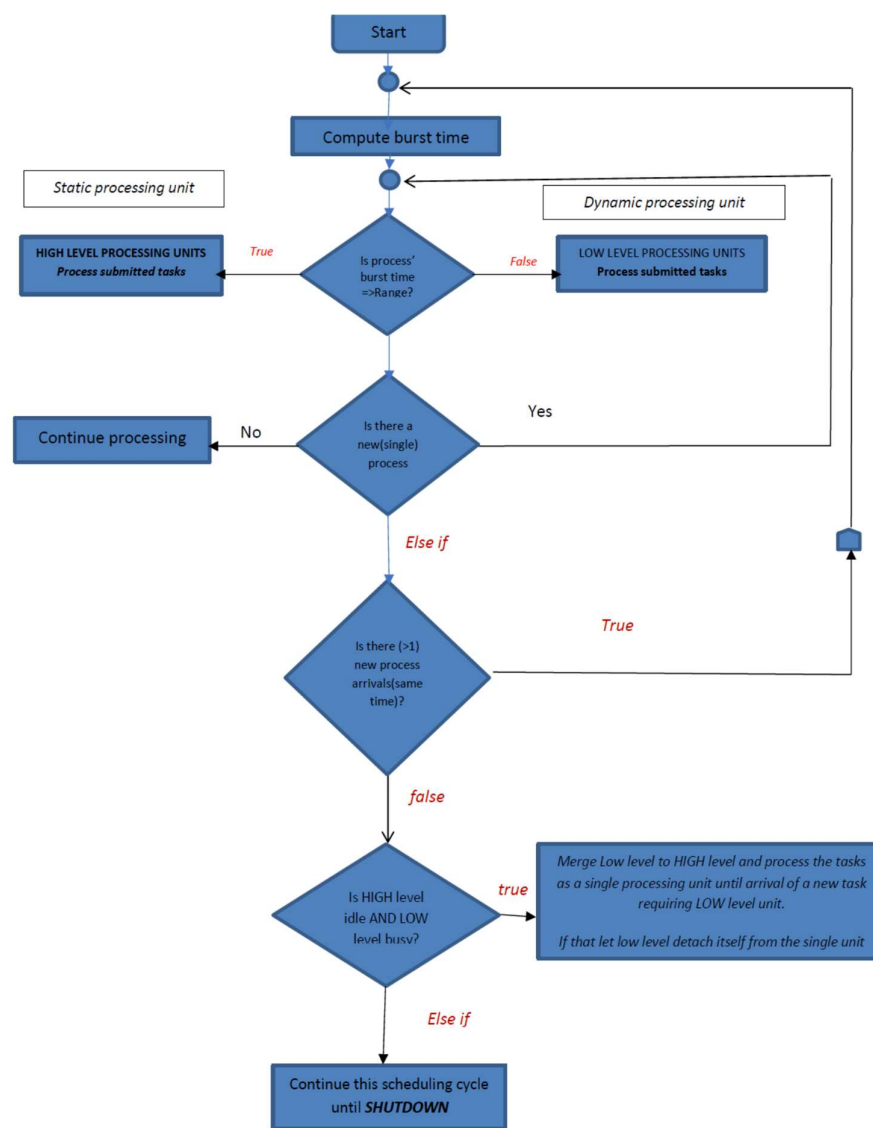 Start
Compute burst time
Static processing unit
Dynamic processing unit
HIGH LEVEL PROCESSING UNITS
Process submitted tasks
True
Is process'
burst time
=>Range?
False
LOW LEVEL PROCESSING UNITS
Process submitted tasks
Continue processing
No
Is there a
new(single)
process
Yes
Else if
Is there (>1)
new process
arrivals(same
time)?
True
false
Is HIGH level
idle AND LOW
level busy?
true
Merge Low level to HIGH level and process the tasks
as a single processing unit until arrival of a new task
requiring LOW level unit.
If that let low level detach itself from the single unit
Else if
Continue this scheduling cycle
until SHUTDOWN